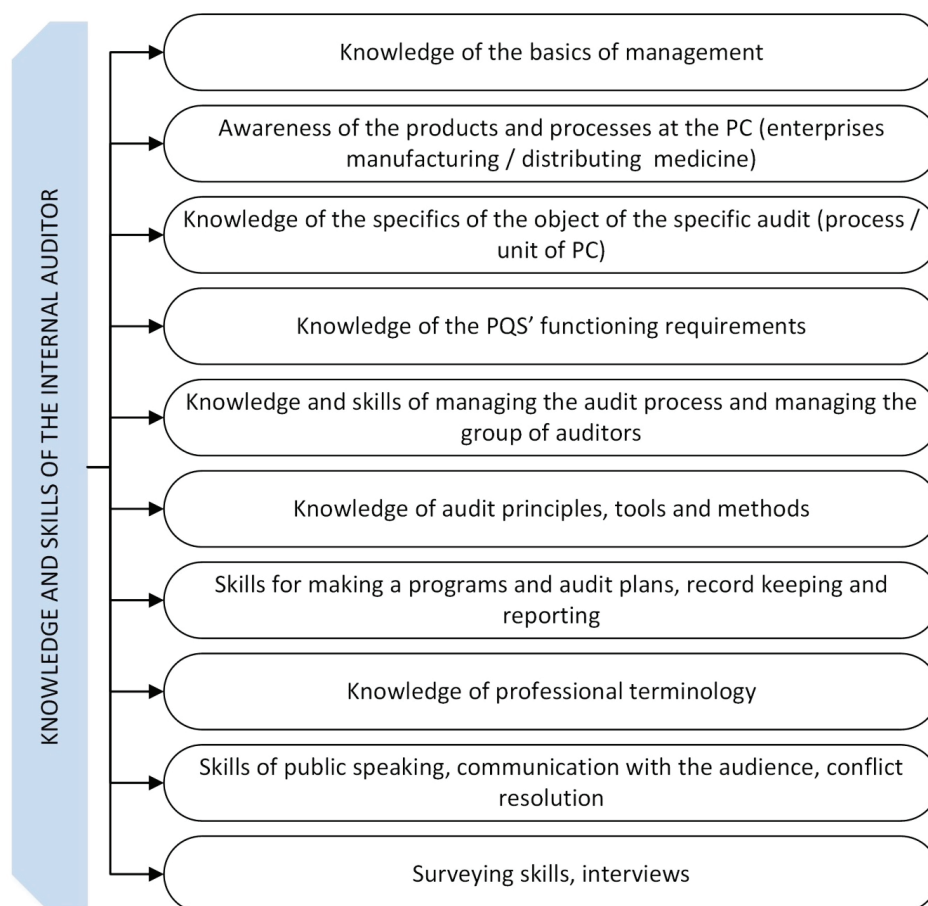 KNOWLEDGE AND SKILLS OF THE INTERNAL AUDITOR
Knowledge of the basics of management
Awareness of the products and processes at the PC (enterprises
manufacturing / distributing medicine)
Knowledge of the specifics of the object of the specific audit (process /
unit of PC)
Knowledge of the PQS’ functioning requirements
Knowledge and skills of managing the audit process and managing the
group of auditors
Knowledge of audit principles, tools and methods
Skills for making a programs and audit plans, record keeping and
reporting
Knowledge of professional terminology
Skills of public speaking, communication with the audience, conflict
resolution
Surveying skills, interviews